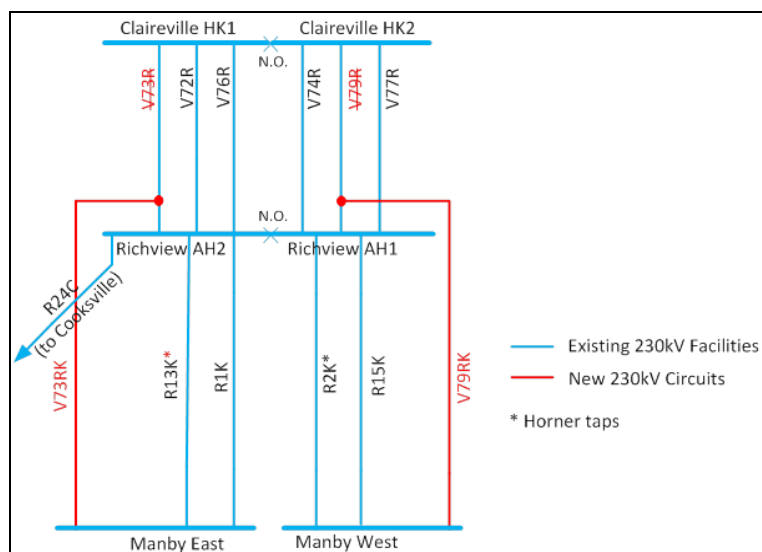 Claireville HK1
Claireville HK2
N.O.
V73R
V72R
V76R
V74R
V79R
V77R
N.O.
Richview AH2
Richview AH1
R24C
(to Cooksville)
V73RK
R13K*
R1K
R2K*
R15K
V79RK
Existing 230kV Facilities
New 230kV Circuits
* Horner taps
Manby East
Manby West